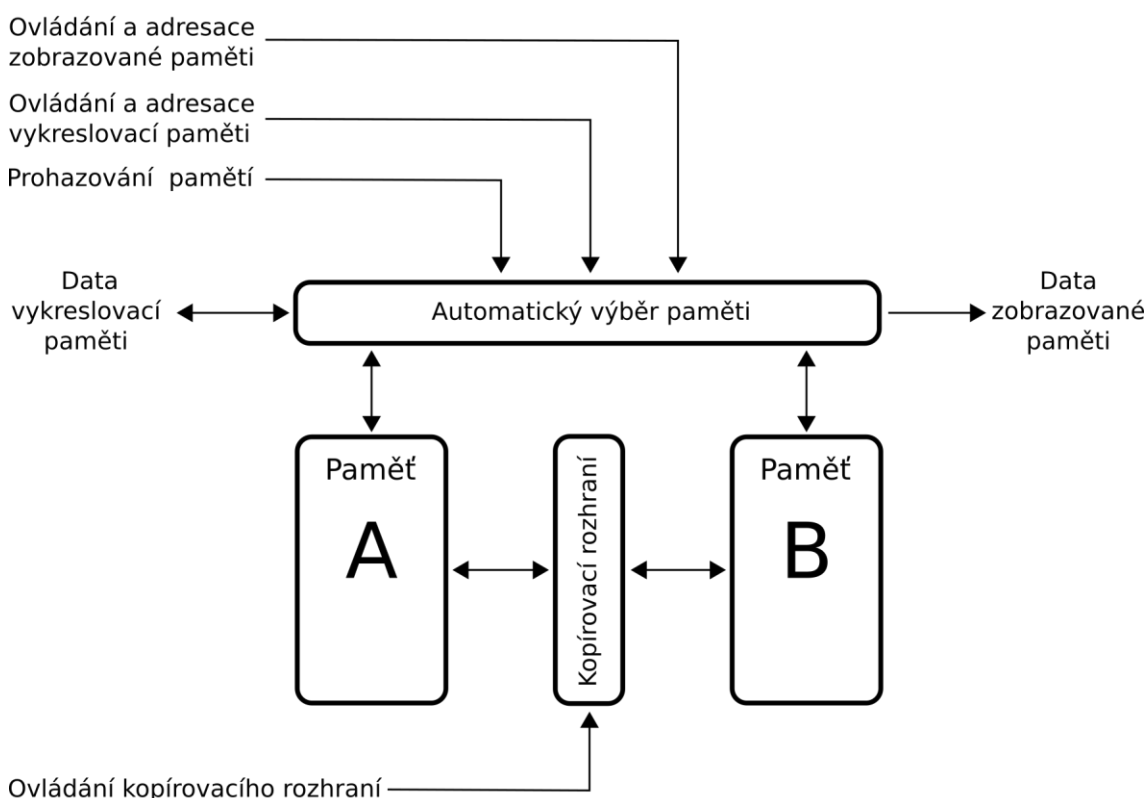 Ovládání a adresace
zobrazované paměti
Ovládání a adresace
vykreslovací paměti
Prohazování pamětí
Data
vykreslovací
paměti
Automatický výběr paměti
Data
zobrazované
paměti
Paměť
A
Kopírovací rozhraní
Paměť
B
Ovládání kopírovacího rozhraní